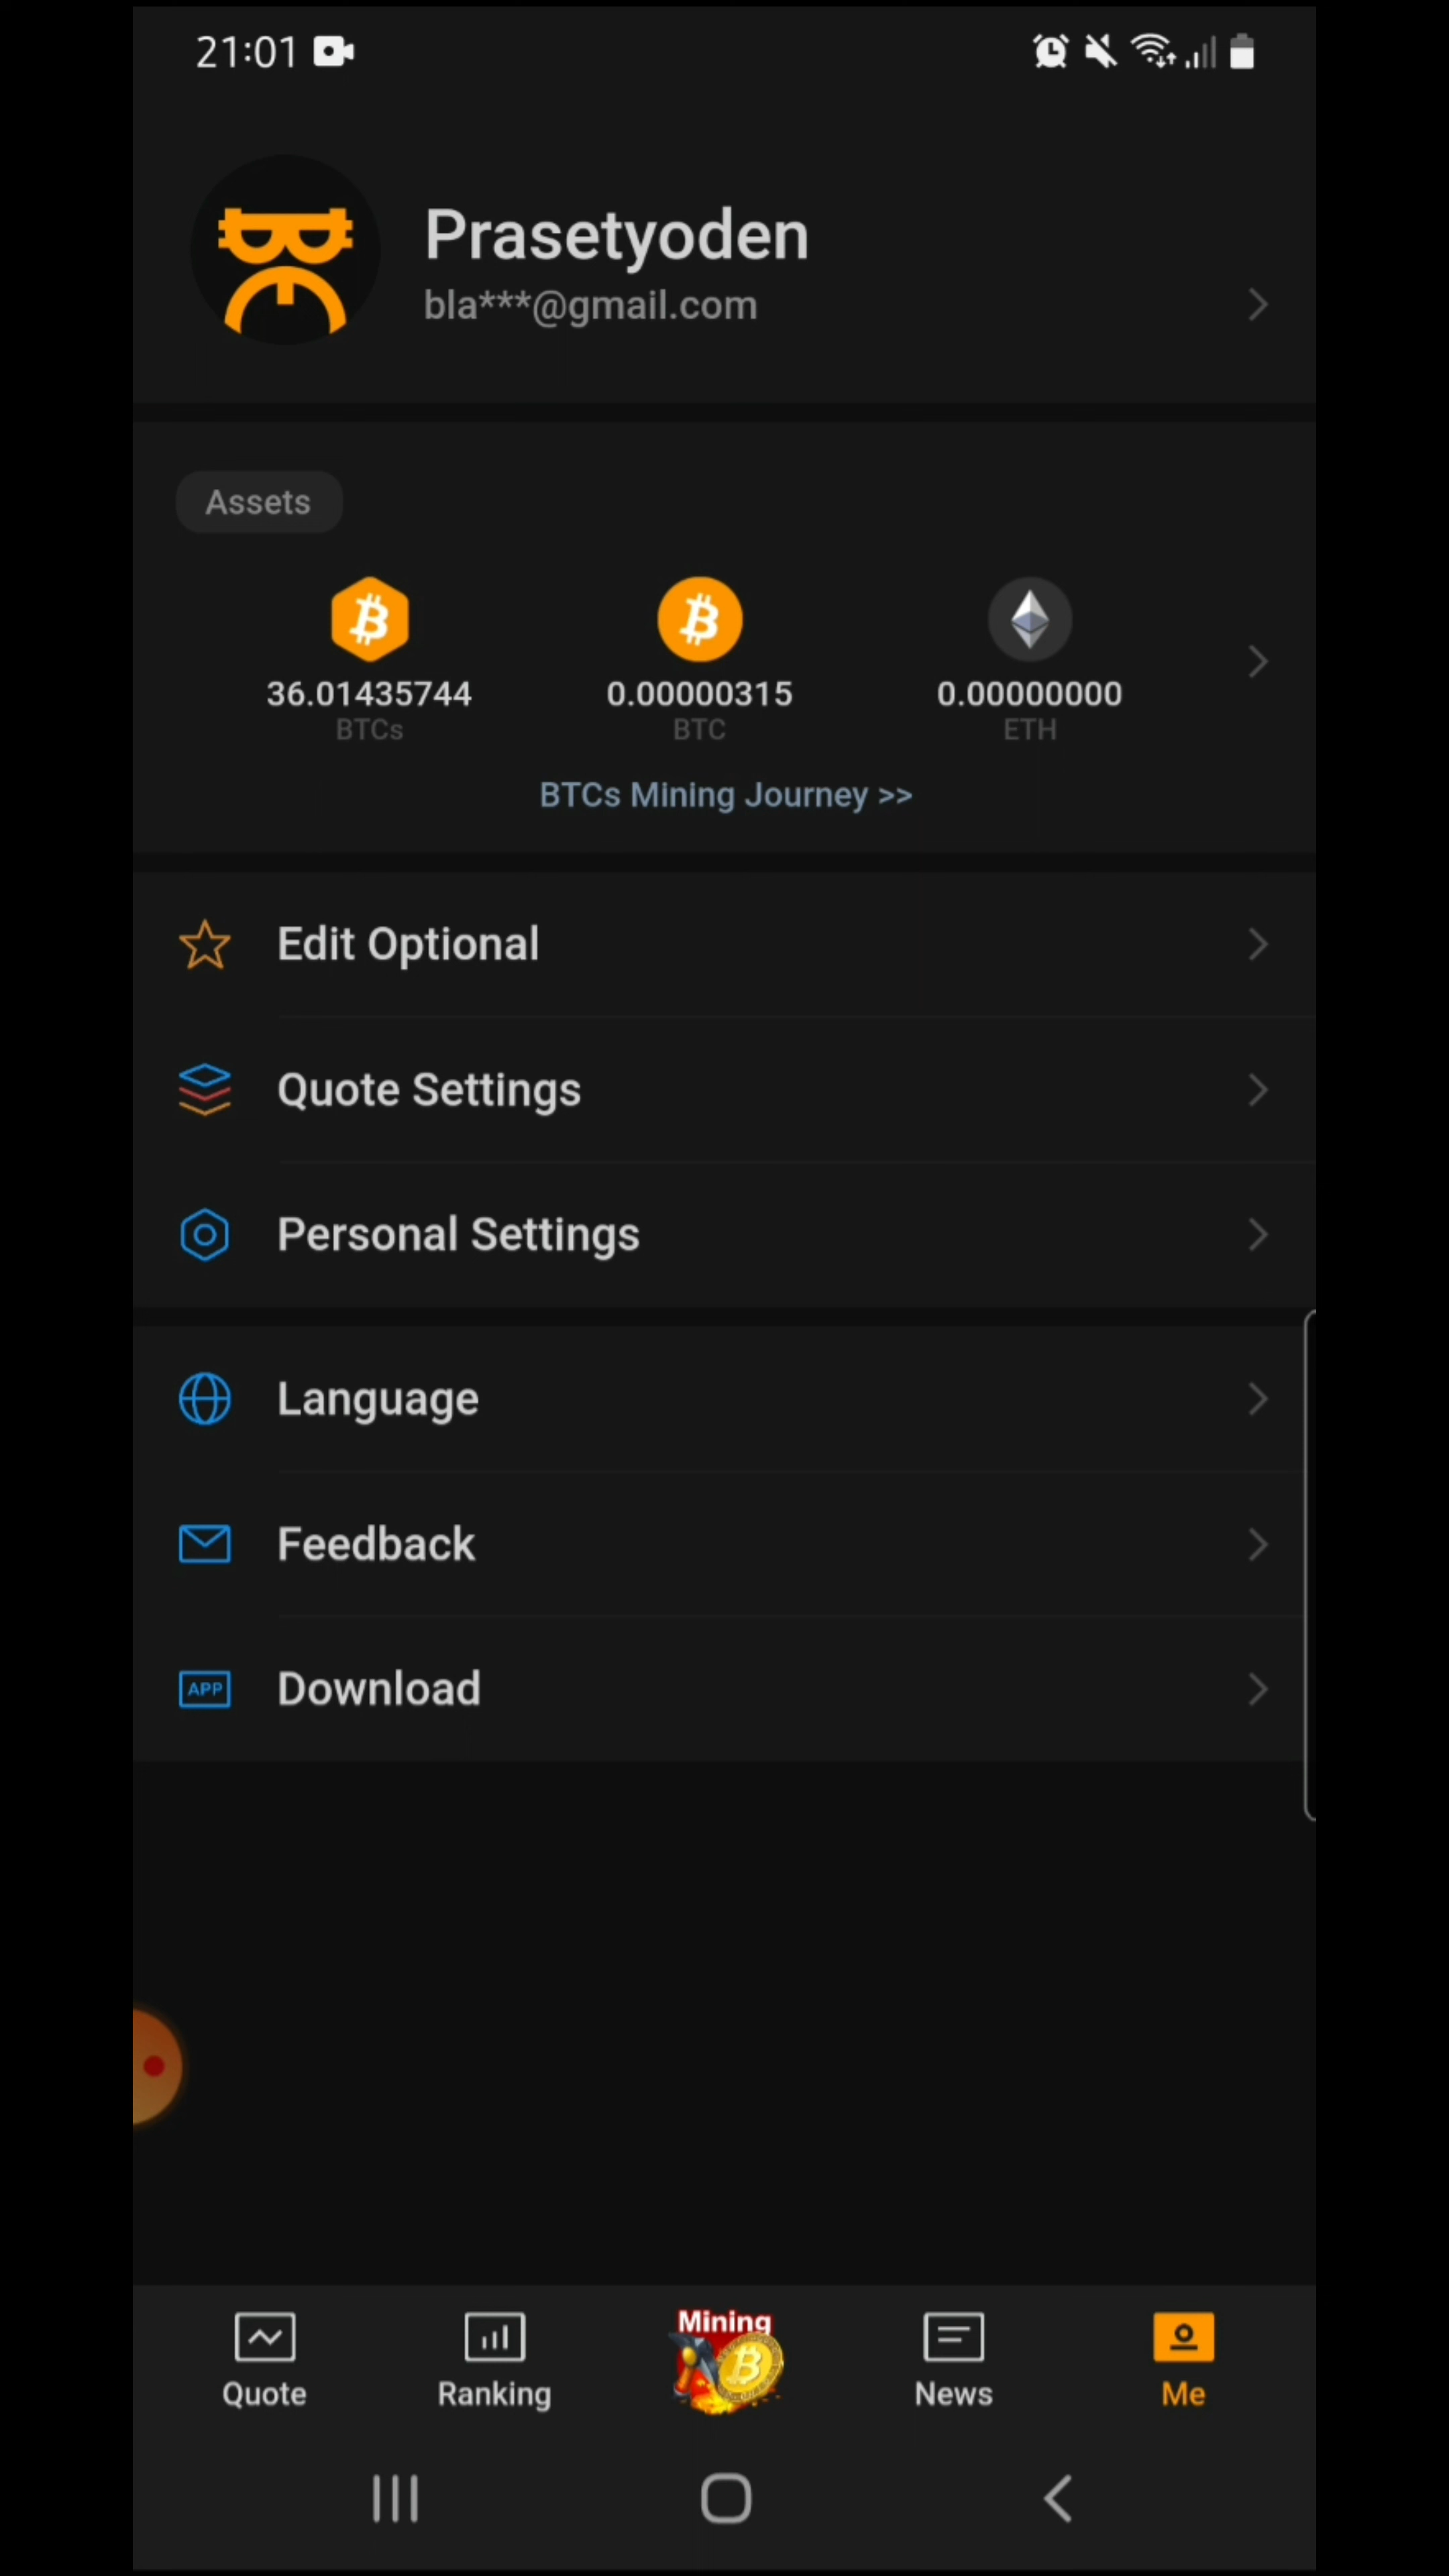 21:01
Prasetyoden
bla***@gmail.com
Assets
36.01435744 0.00000315 0.00000000
BTCs BTC ETH
BTCs Mining Journey >>
Edit Optional
Quote Settings
Personal Settings
Language
Feedback
APP Download
Mining
Quote Ranking News Me